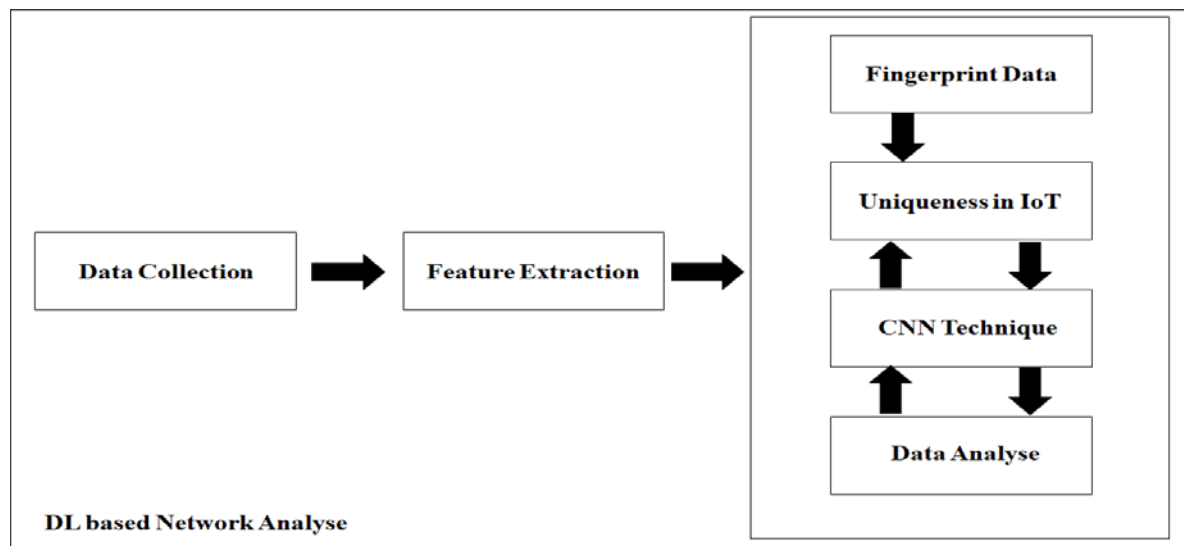 Fingerprint Data
Uniqueness in IoT
Data Collection
Feature Extraction
CNN Technique
Data Analyse
DL based Network Analyse